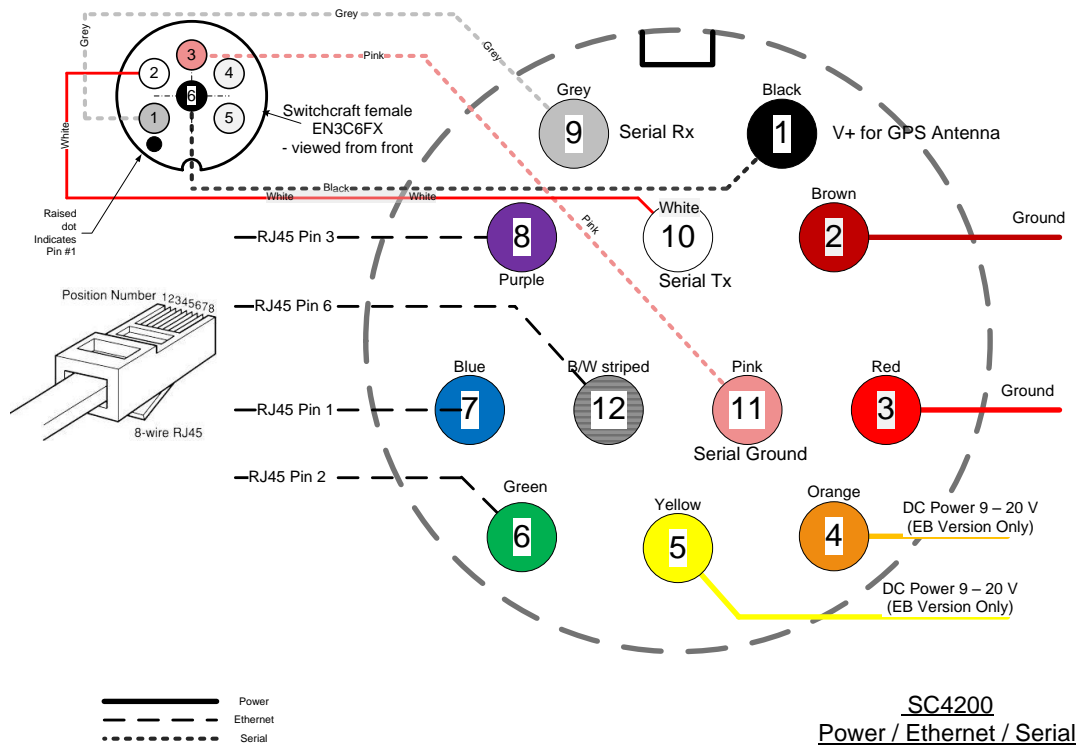 Grey
Grey
Grey
Pink
3
2
4
6
1
5
White
Switchcraft female
EN3C6FX
- viewed from front
Raised
dot
Indicates
Pin #1
Black
White
White
Pink
Grey
9
Serial Rx
Black
1
V+ for GPS Antenna
Brown
2
Ground
White
10
Serial Tx
RJ45 Pin 3
8
Purple
RJ45 Pin 6
Position Number 12345678
8-wire RJ45
Blue
7
RJ45 Pin 1
B/W striped
12
Pink
11
Serial Ground
Red
3
Ground
RJ45 Pin 2
Green
6
Yellow
5
Orange
4
DC Power 9 – 20 V
(EB Version Only)
DC Power 9 – 20 V
(EB Version Only)
Power
Ethernet
Serial
SC4200
Power / Ethernet / Serial